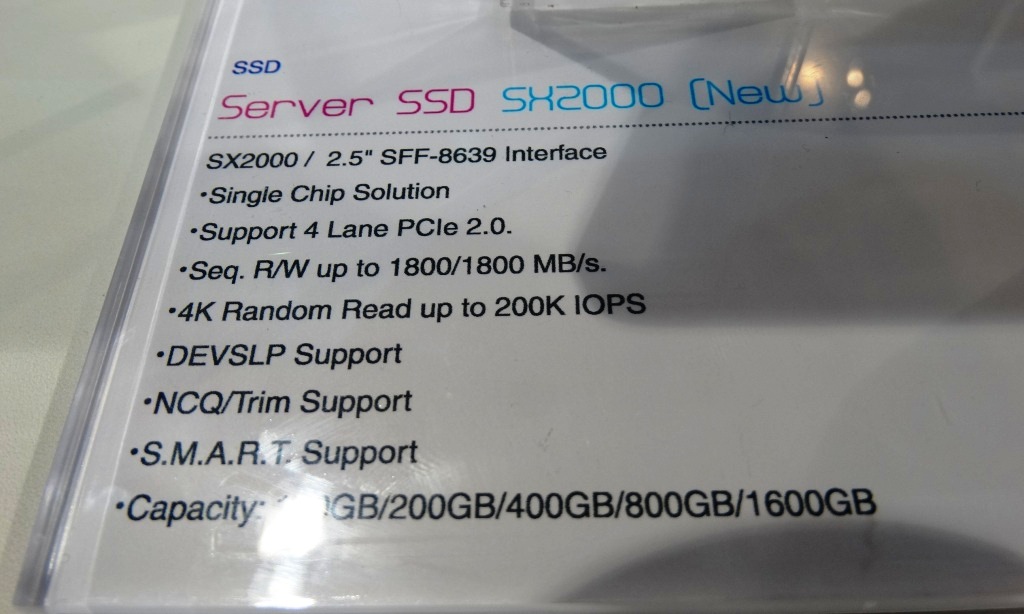 SSD
Server SSD SX2000 (New)
SX2000 / 2.5" SFF-8639 Interface
•Single Chip Solution
•Support 4 Lane PCIe 2.0.
•Seq. R/W up to 1800/1800 MB/s.
•4K Random Read up to 200K IOPS
•DEVSLP Support
•NCQ/Trim Support
•S.M.A.R.T. Support
•Capacity: /200GB/400GB/800GB/1600GB